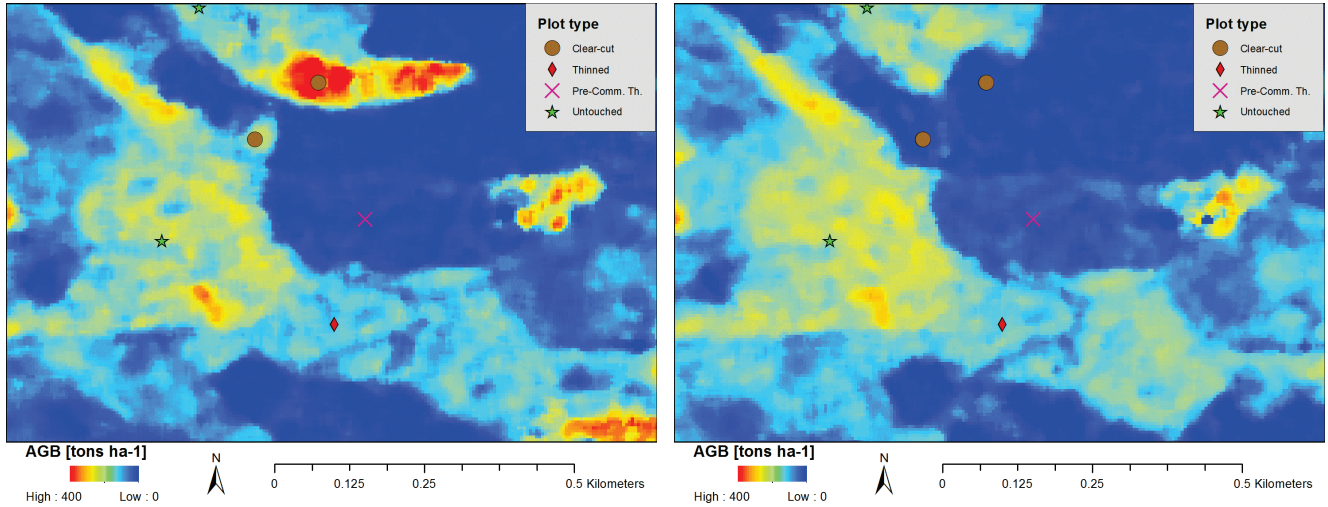 Plot type
Clear-cut
Thinned
Pre-Comm. Th.
Untouched
AGB [tons ha-1]
High : 400 Low : 0
N
0 0.125 0.25 0.5 Kilometers
Plot type
Clear-cut
Thinned
Pre-Comm. Th.
Untouched
AGB [tons ha-1]
High : 400 Low : 0
N
0 0.125 0.25 0.5 Kilometers